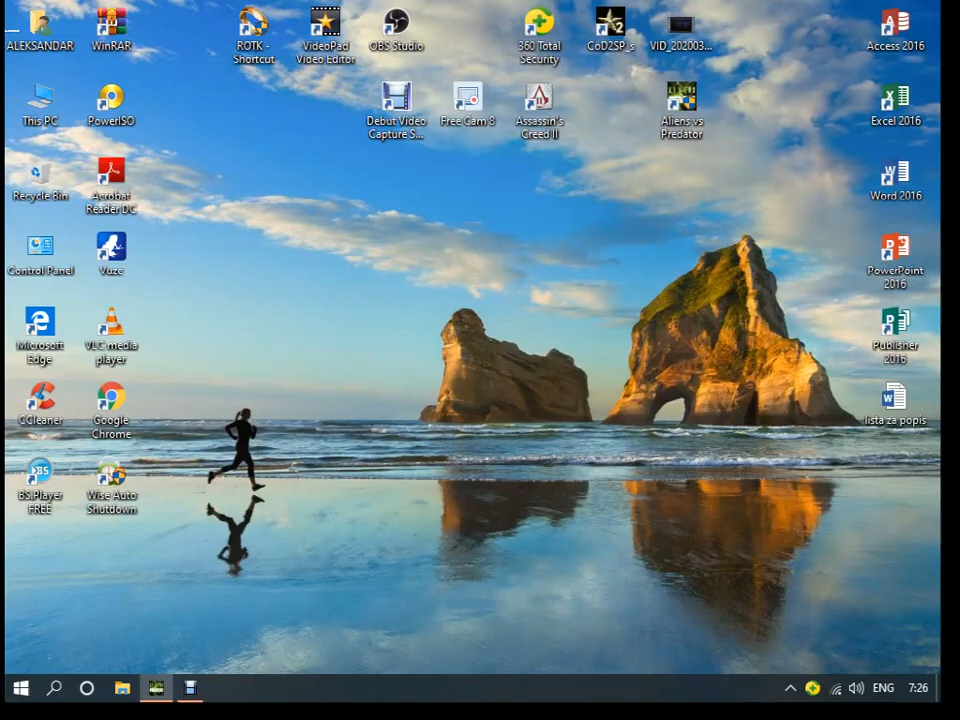 ALEKSANDAR
WinRAR
ROTK -
Shortcut
VideoPad
Video Editor
OBS Studio
360 Total
Security
CoD2SP_s
VID_202003...
Access 2016
This PC
PowerISO
Debut Video
Capture S...
Free Cam 8
Assassin's
Creed II
Aliens vs
Predator
Excel 2016
Recycle Bin
Acrobat
Reader DC
Word 2016
Control Panel
Vuze
PowerPoint
2016
Microsoft
Edge
VLC media
player
Publisher
2016
CCleaner
Google
Chrome
lista za popis
BS.Player
FREE
Wise Auto
Shutdown
ENG
7:26